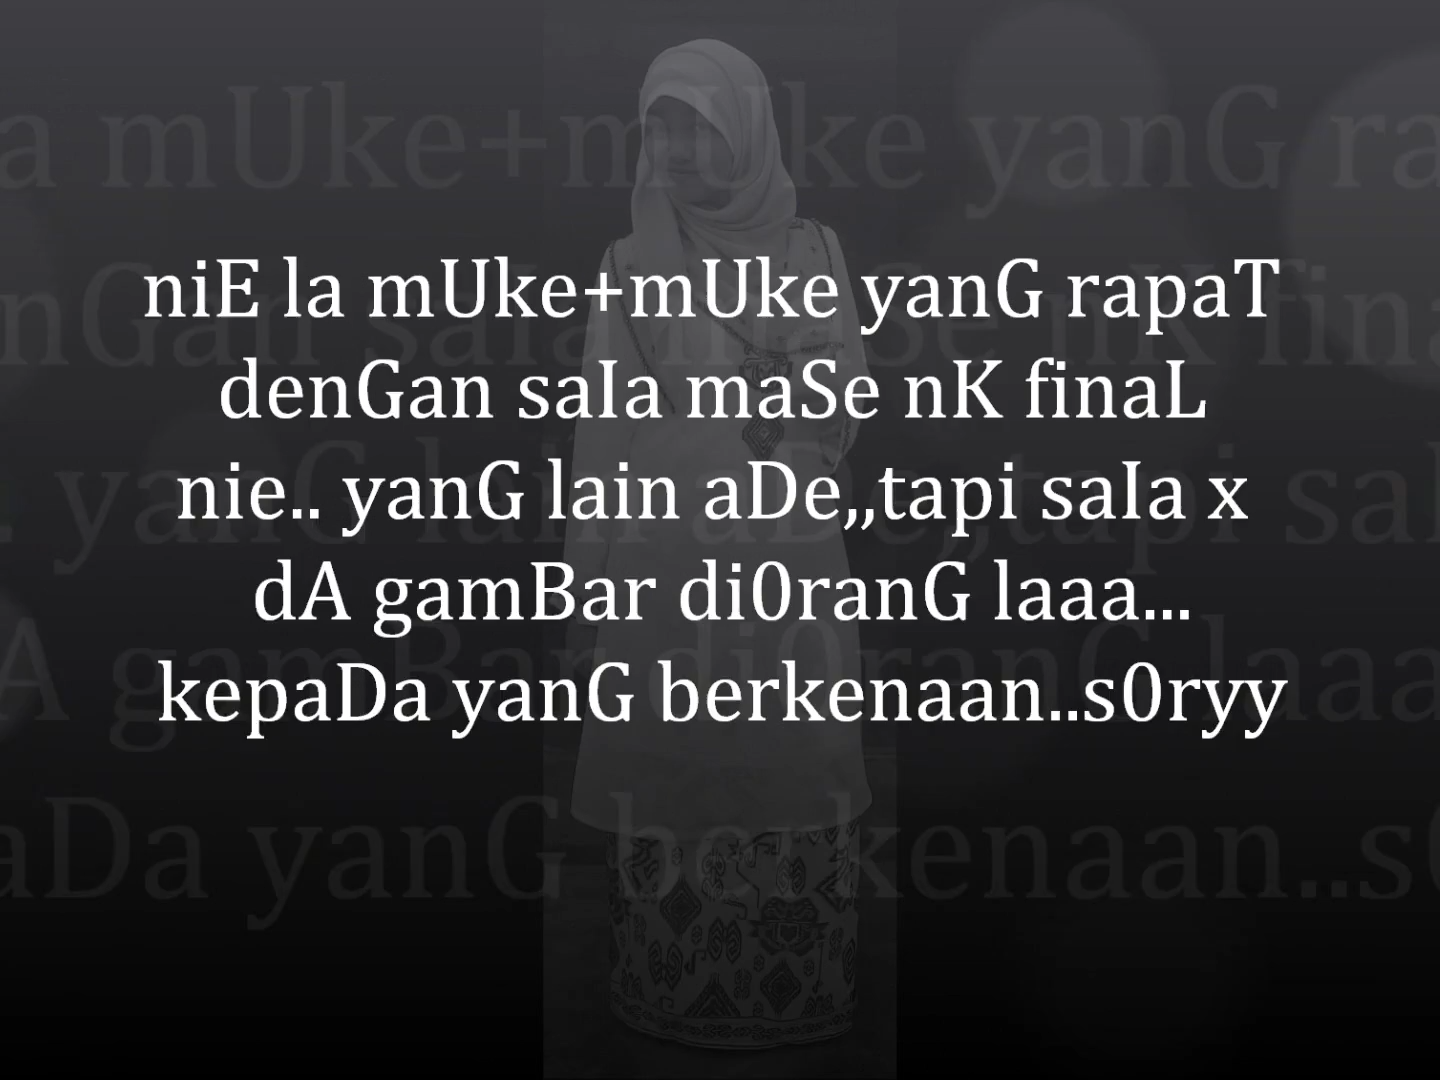 niE la mUke+mUke yanG rapaT
denGan saIa maSe nK finaL
nie.. yanG lain aDe,,tapi saIa x
dA gamBar di0ranG laaa...
kepaDa yanG berkenaan..s0ryy